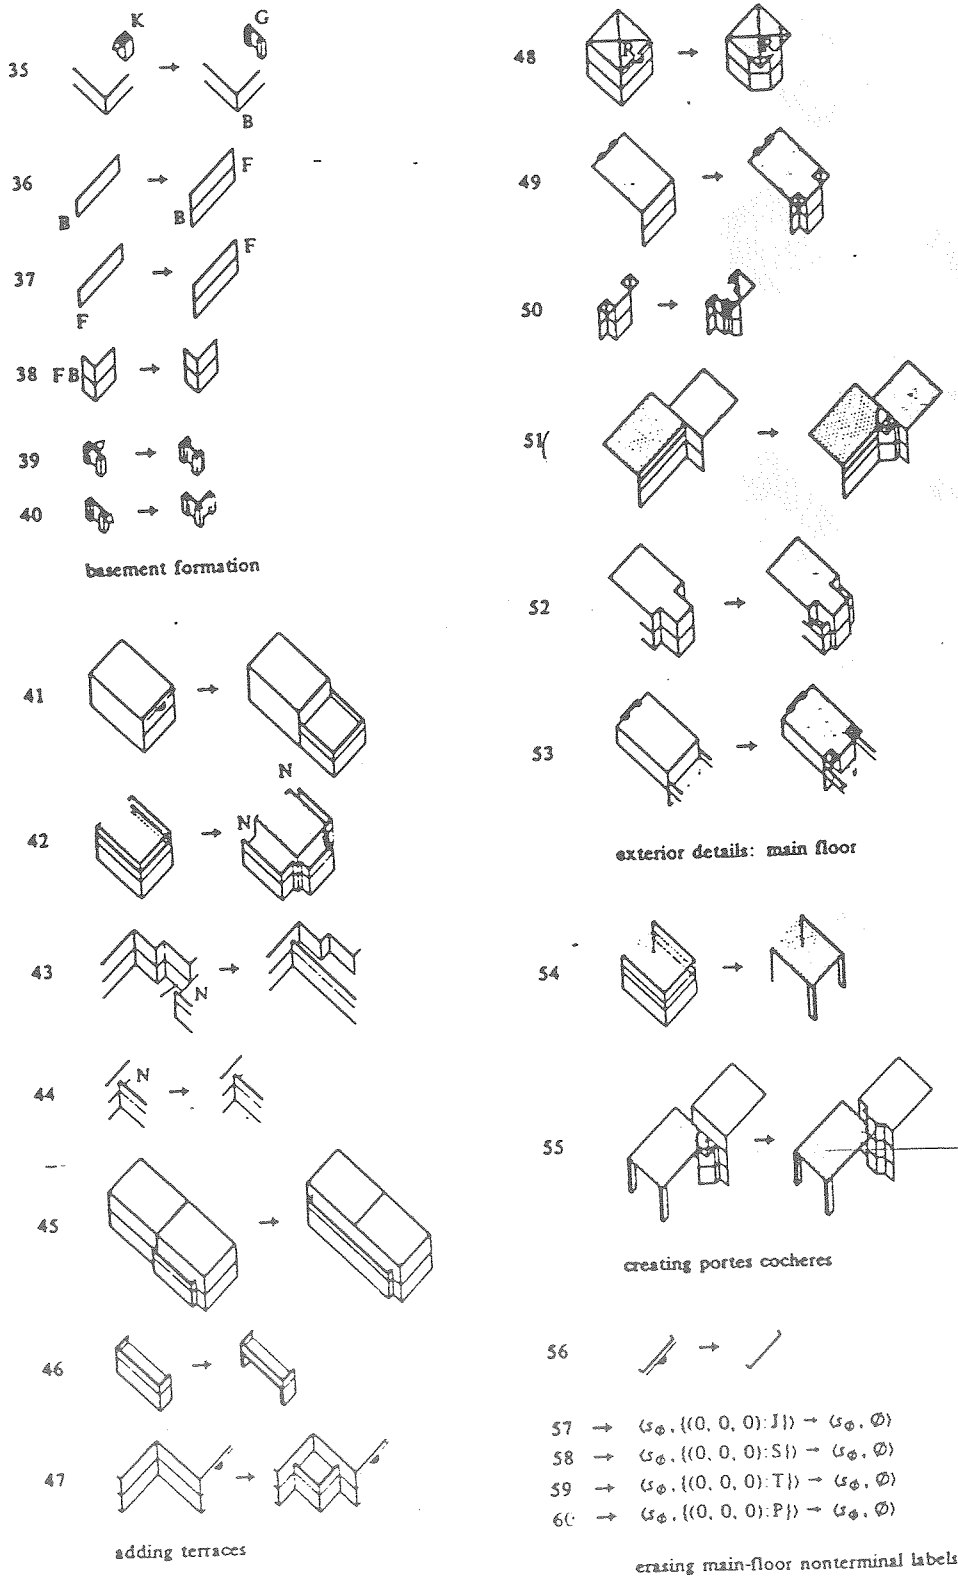 K
G
35
B
36
F
B
B
37
F
F
38 F B
39
40
basement formation
41
42
N
N
43
N
44
N
45
46
47
adding terraces
48
R
R
49
50
51
52
53
exterior details: main floor
54
55
creating portes cocheres
56
57 → ⟨s_Φ, {(0, 0, 0):J}⟩ → ⟨s_Φ, Ø⟩
58 → ⟨s_Φ, {(0, 0, 0):S}⟩ → ⟨s_Φ, Ø⟩
59 → ⟨s_Φ, {(0, 0, 0):T}⟩ → ⟨s_Φ, Ø⟩
60 → ⟨s_Φ, {(0, 0, 0):P}⟩ → ⟨s_Φ, Ø⟩
erasing main-floor nonterminal labels